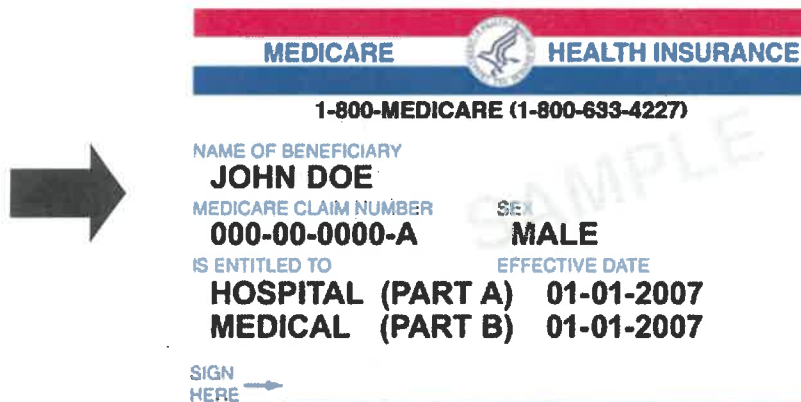 MEDICARE HEALTH INSURANCE
1-800-MEDICARE (1-800-633-4227)
SAMPLE
NAME OF BENEFICIARY
JOHN DOE
MEDICARE CLAIM NUMBER SEX
000-00-0000-A MALE
IS ENTITLED TO EFFECTIVE DATE
HOSPITAL (PART A) 01-01-2007
MEDICAL (PART B) 01-01-2007
SIGN
HERE